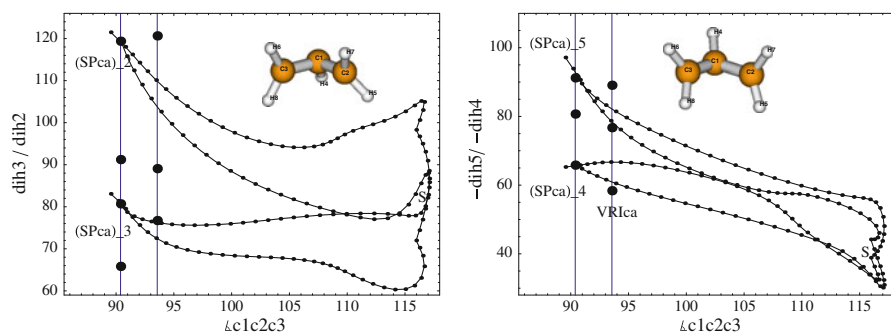 120
110
100
90
80
70
60
90
95
100
105
110
115
dih3 / dih2
⦟c1c2c3
(SPca)_2
(SPca)_3
S
H6
C3
H8
C1
H4
H7
C2
H5
100
80
60
40
90
95
100
105
110
115
-dih5/ -dih4
⦟c1c2c3
(SPca)_5
(SPca)_4
VRIca
S
H4
H6
C3
C1
H8
H7
C2
H5